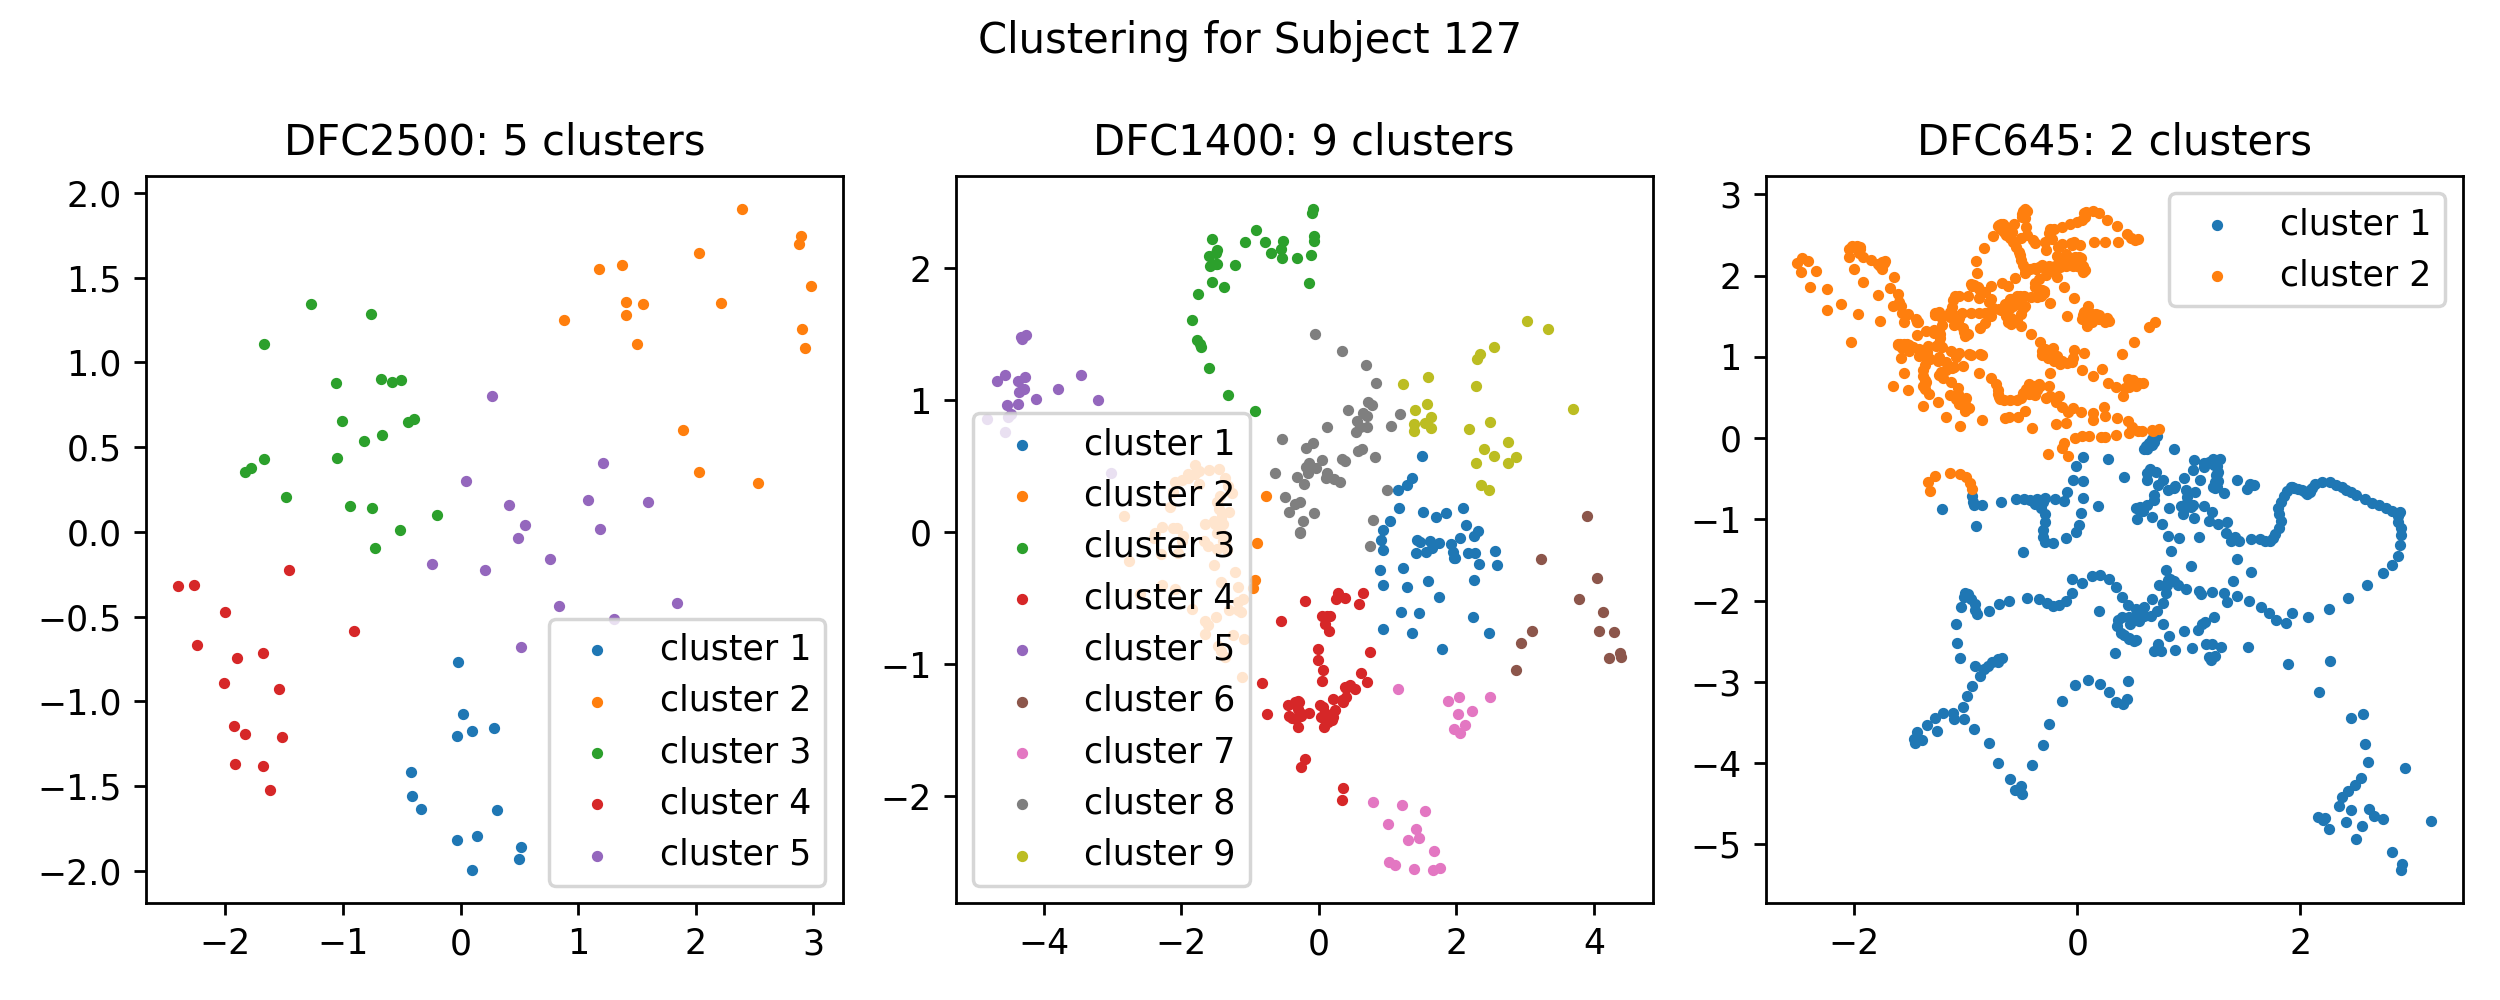 Clustering for Subject 127
DFC2500: 5 clusters
2.0
1.5
1.0
0.5
0.0
−0.5
−1.0
−1.5
−2.0
−2
−1
0
1
2
3
cluster 1
cluster 2
cluster 3
cluster 4
cluster 5
DFC1400: 9 clusters
2
1
0
−1
−2
−4
−2
0
2
4
cluster 1
cluster 2
cluster 3
cluster 4
cluster 5
cluster 6
cluster 7
cluster 8
cluster 9
DFC645: 2 clusters
3
2
1
0
−1
−2
−3
−4
−5
−2
0
2
cluster 1
cluster 2